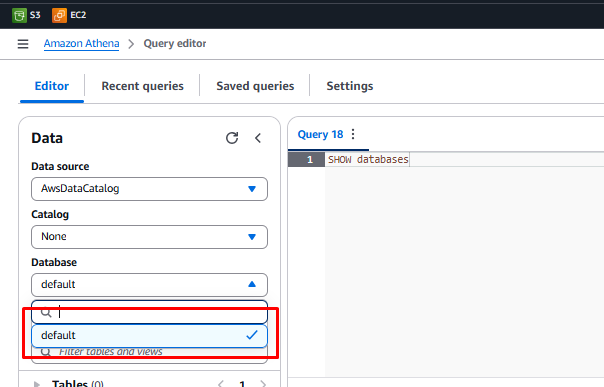 S3 EC2
Amazon Athena > Query editor
Editor Recent queries Saved queries Settings
Data
Data source
AwsDataCatalog
Catalog
None
Database
default
default
Filter tables and views
Tables (0) < 1 >
Query 18
1 SHOW databases